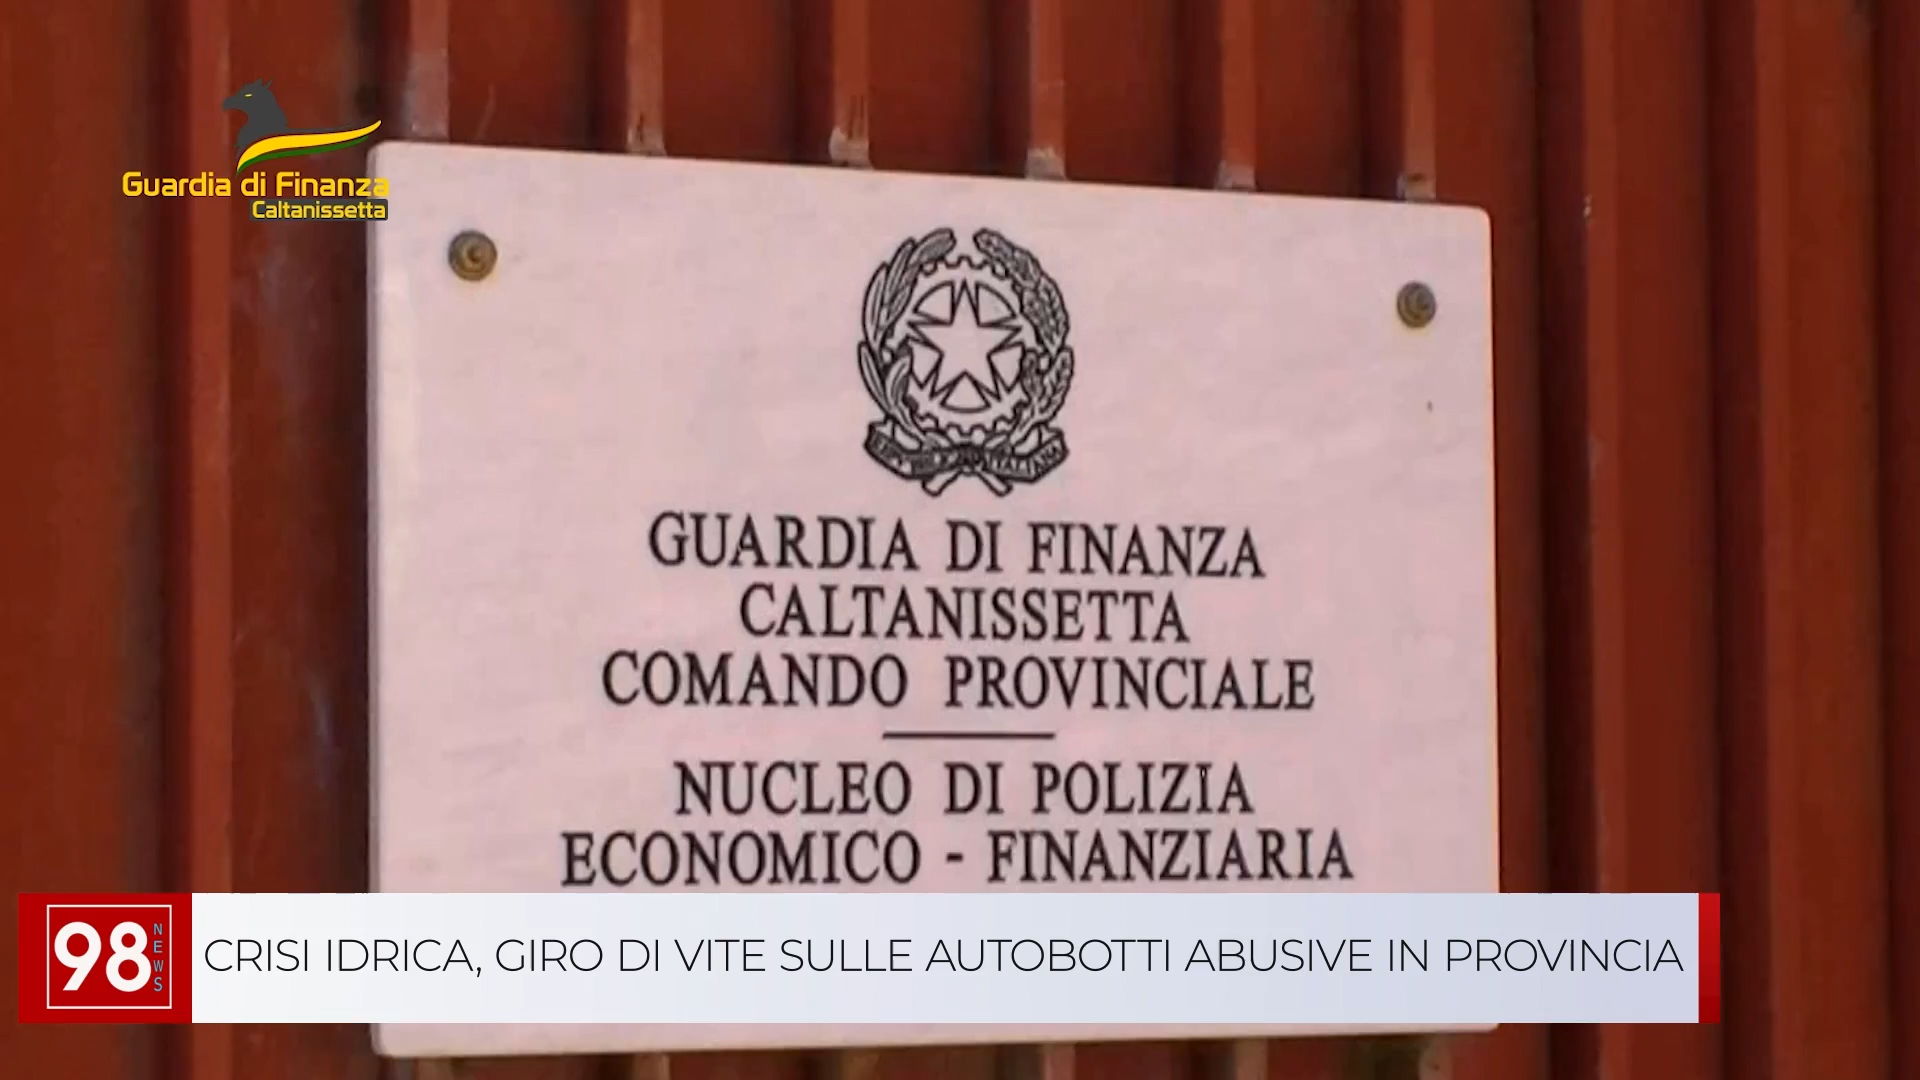 Guardia di Finanza
Caltanissetta
GUARDIA DI FINANZA
CALTANISSETTA
COMANDO PROVINCIALE
NUCLEO DI POLIZIA
ECONOMICO - FINANZIARIA
98
NEWS
CRISI IDRICA, GIRO DI VITE SULLE AUTOBOTTI ABUSIVE IN PROVINCIA